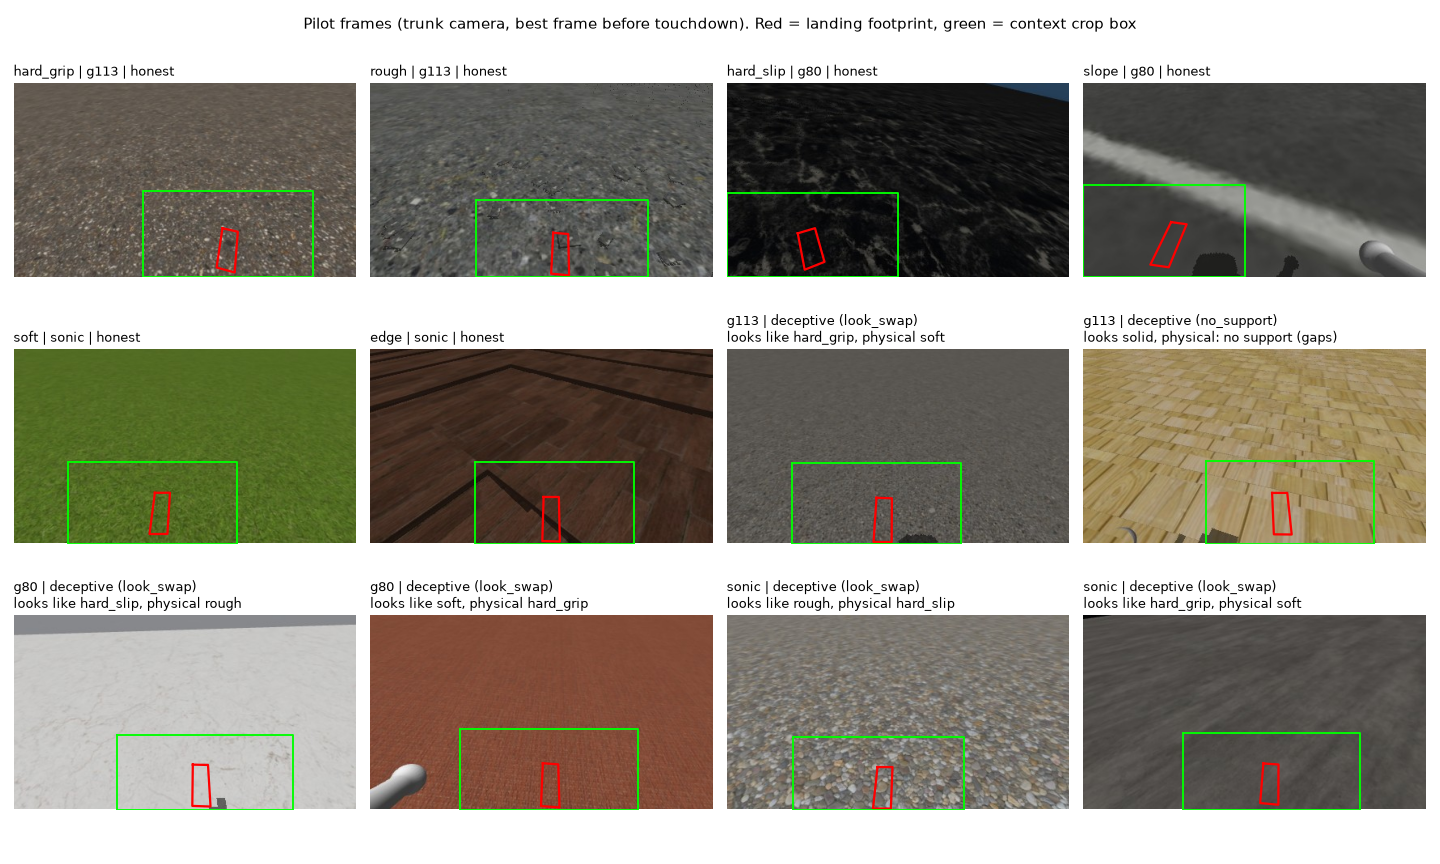 Pilot frames (trunk camera, best frame before touchdown). Red = landing footprint, green = context crop box
hard_grip | g113 | honest
rough | g113 | honest
hard_slip | g80 | honest
slope | g80 | honest
soft | sonic | honest
edge | sonic | honest
g113 | deceptive (look_swap)
looks like hard_grip, physical soft
g113 | deceptive (no_support)
looks solid, physical: no support (gaps)
g80 | deceptive (look_swap)
looks like hard_slip, physical rough
g80 | deceptive (look_swap)
looks like soft, physical hard_grip
sonic | deceptive (look_swap)
looks like rough, physical hard_slip
sonic | deceptive (look_swap)
looks like hard_grip, physical soft